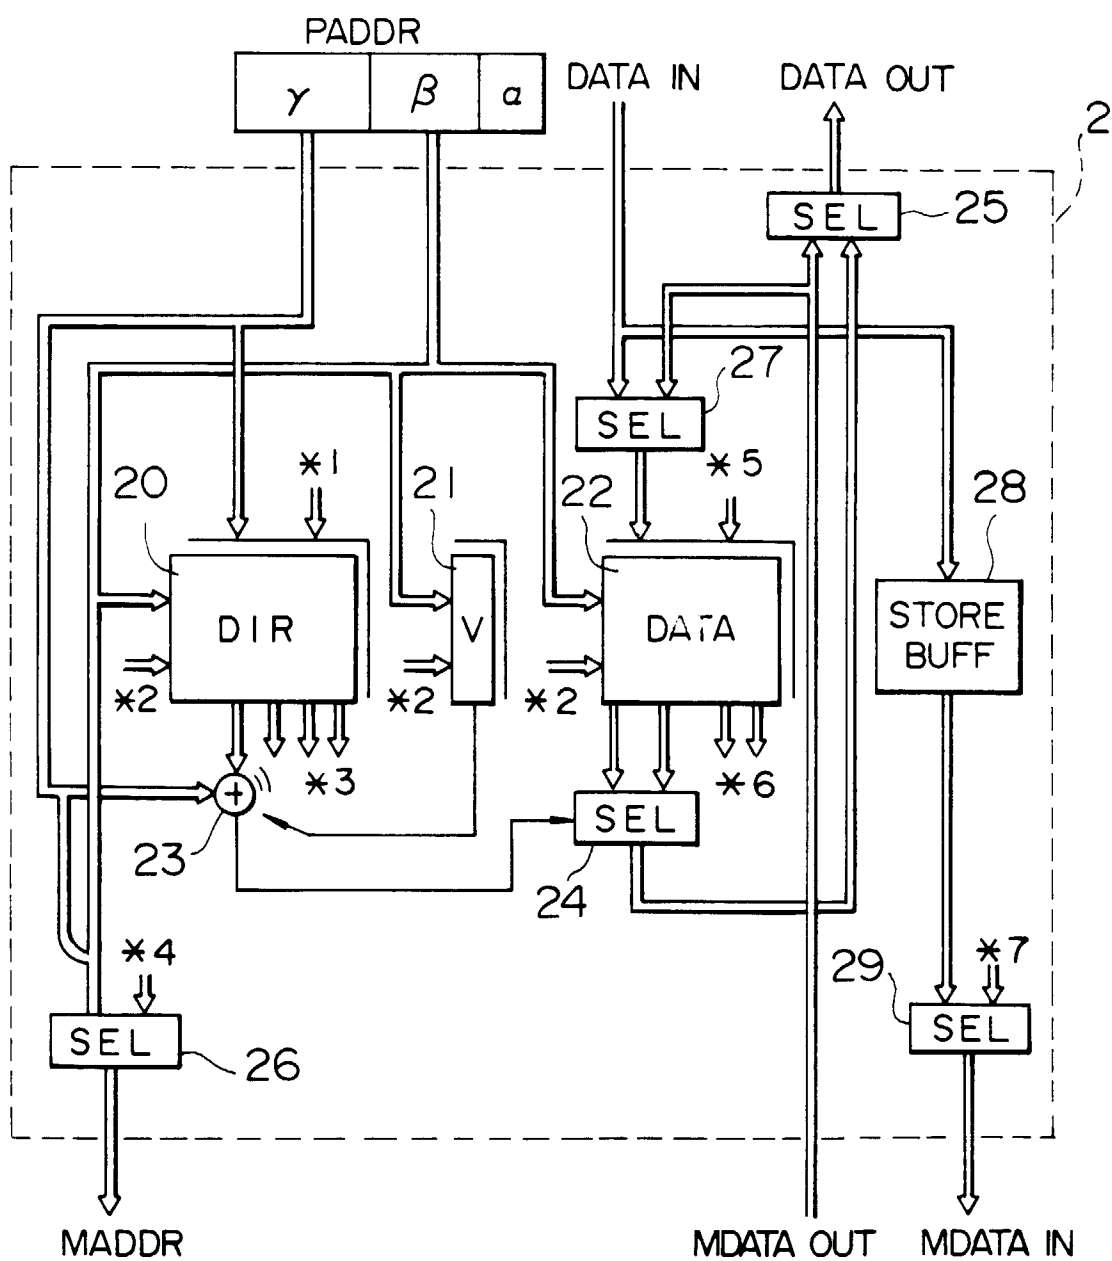 PADDR
γ β α
DATA IN
DATA OUT
2
SEL
25
27
SEL
*1
*5
20
21
22
28
DIR
V
DATA
STORE
BUFF
*2
*2
*2
*3
*6
+
SEL
23
24
*4
29
*7
SEL
SEL
26
MADDR
MDATA OUT
MDATA IN